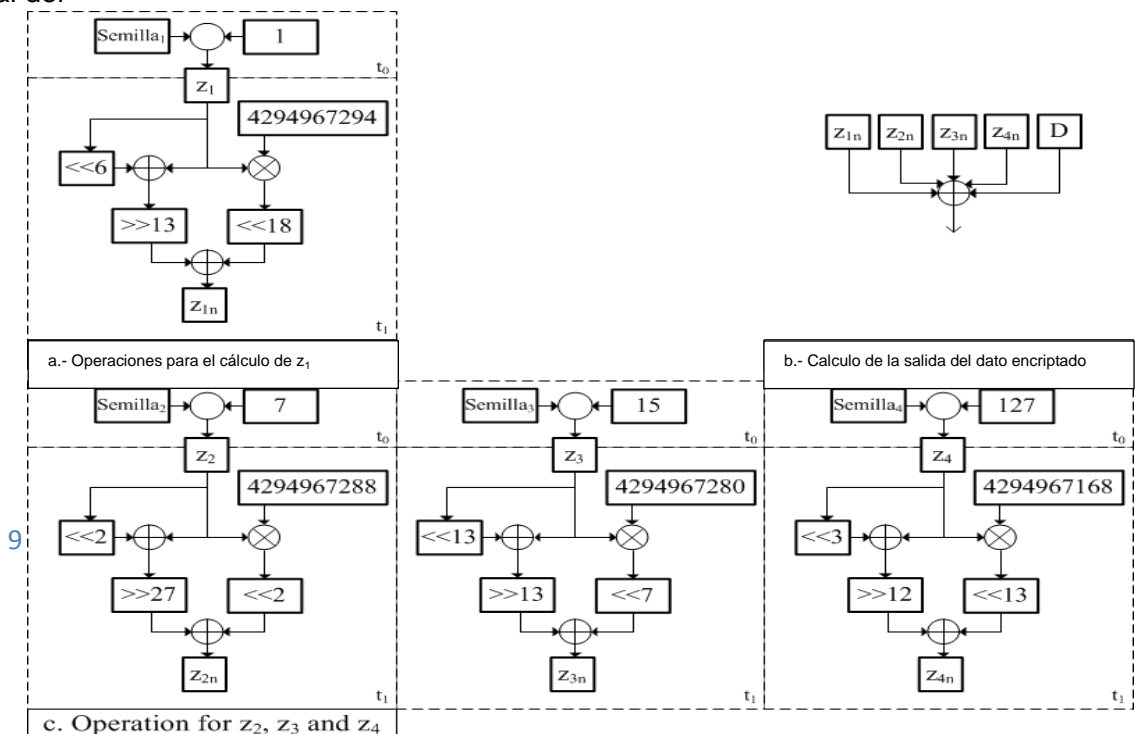 al de.
Semilla₁ 1
t₀
z₁
4294967294
<<6
>>13 <<18
z₁ₙ
t₁
z₁ₙ z₂ₙ z₃ₙ z₄ₙ D
a.- Operaciones para el cálculo de z₁
b.- Calculo de la salida del dato encriptado
Semilla₂ 7
t₀
z₂
4294967288
<<2
>>27 <<2
z₂ₙ
t₁
Semilla₃ 15
t₀
z₃
4294967280
<<13
>>13 <<7
z₃ₙ
t₁
Semilla₄ 127
t₀
z₄
4294967168
<<3
>>12 <<13
z₄ₙ
t₁
9
c. Operation for z₂, z₃ and z₄